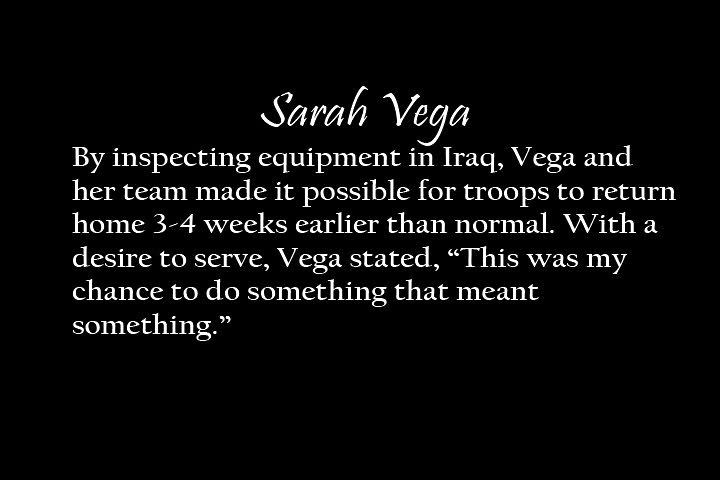 Sarah Vega
By inspecting equipment in Iraq, Vega and
her team made it possible for troops to return
home 3-4 weeks earlier than normal. With a
desire to serve, Vega stated, “This was my
chance to do something that meant
something.”